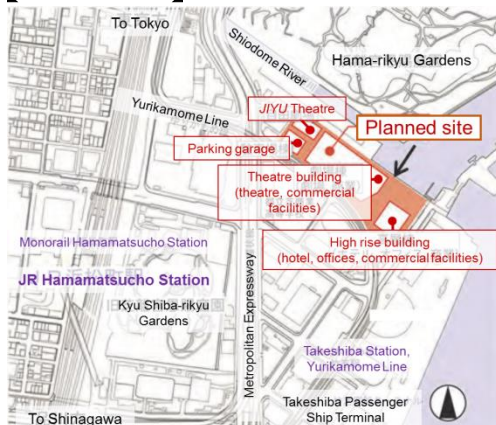 To Tokyo
Shiodome River
Hama-rikyu Gardens
Yurikamome Line
JIYU Theatre
Planned site
Parking garage
Theatre building
(theatre, commercial
facilities)
High rise building
(hotel, offices, commercial facilities)
Monorail Hamamatsucho Station
JR Hamamatsucho Station
Kyu Shiba-rikyu
Gardens
Metropolitan Expressway
Takeshiba Station,
Yurikamome Line
Takeshiba Passenger
Ship Terminal
To Shinagawa